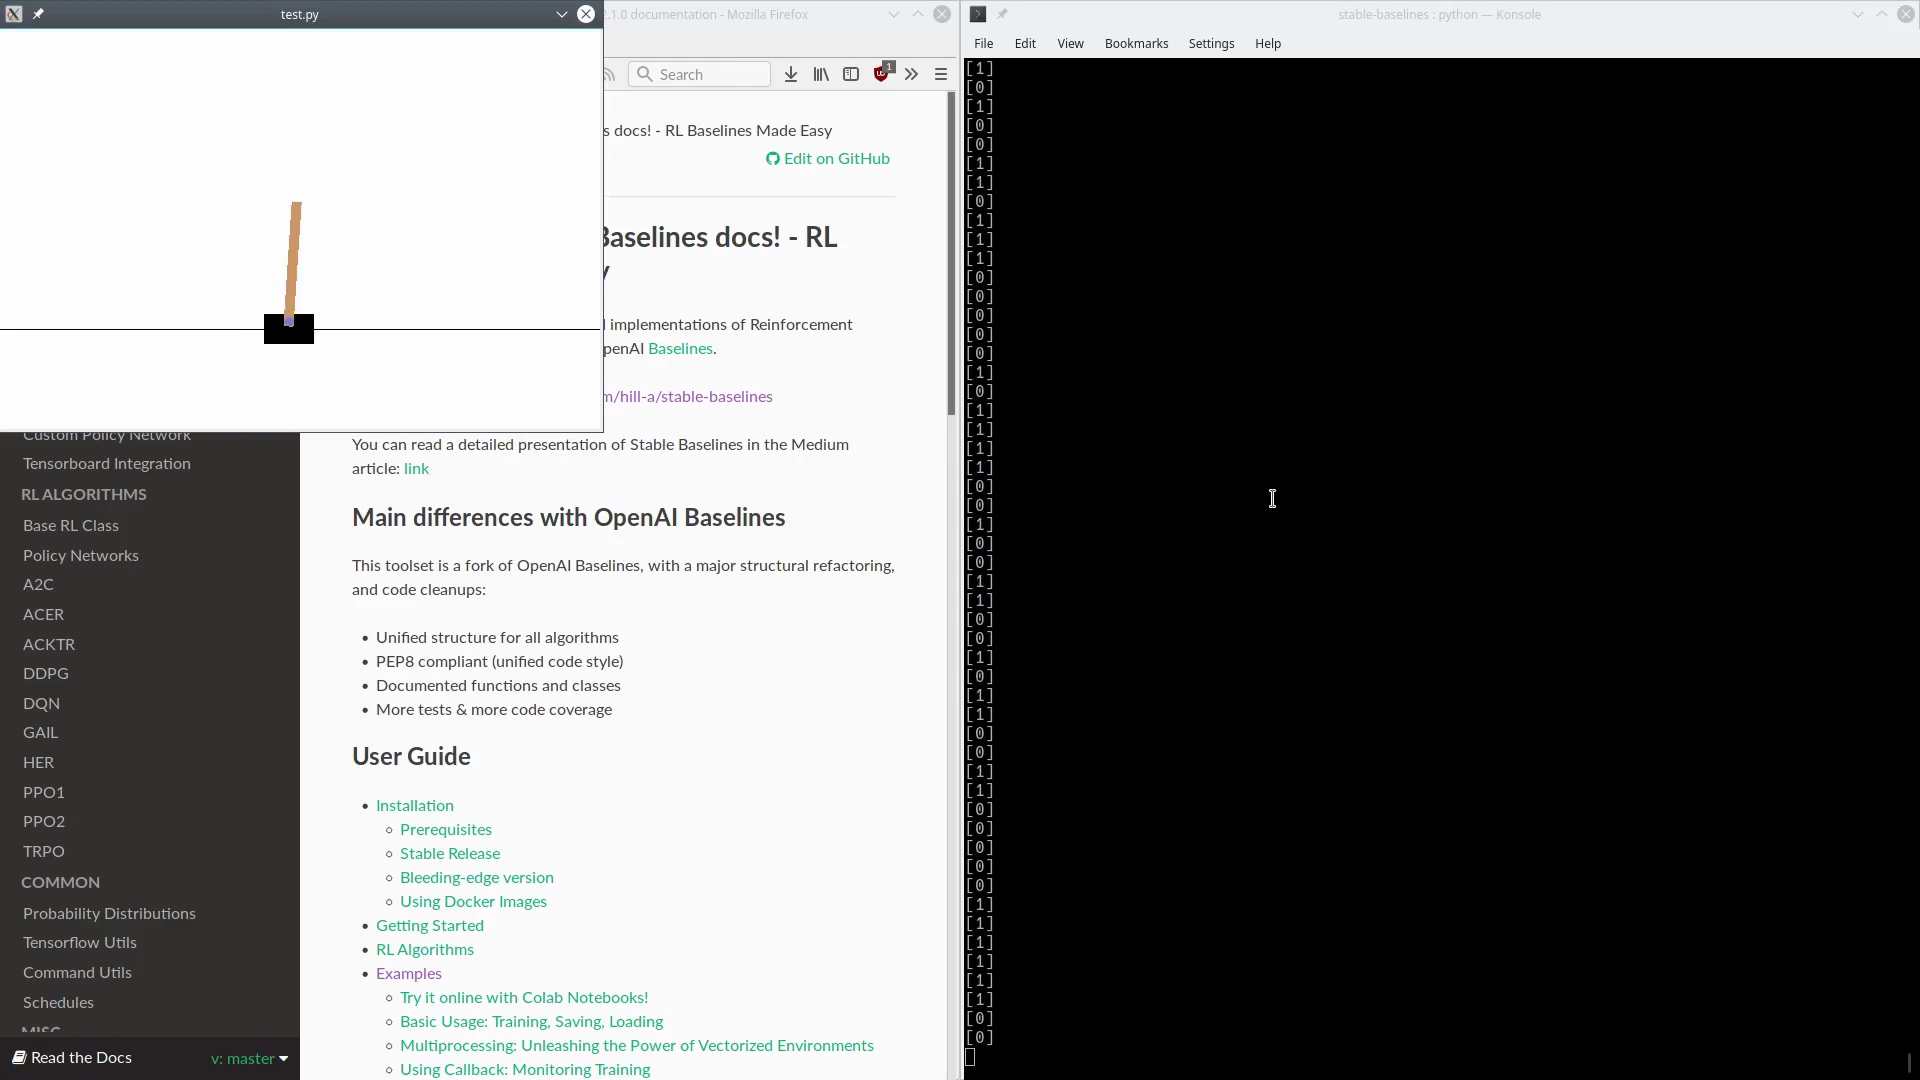 test.py
2.1.0 documentation - Mozilla Firefox
Search
1
s docs! - RL Baselines Made Easy
Edit on GitHub
Baselines docs! - RL
y
implementations of Reinforcement
penAI Baselines.
m/hill-a/stable-baselines
You can read a detailed presentation of Stable Baselines in the Medium
article: link
Main differences with OpenAI Baselines
This toolset is a fork of OpenAI Baselines, with a major structural refactoring,
and code cleanups:
• Unified structure for all algorithms
• PEP8 compliant (unified code style)
• Documented functions and classes
• More tests & more code coverage
User Guide
• Installation
◦ Prerequisites
◦ Stable Release
◦ Bleeding-edge version
◦ Using Docker Images
• Getting Started
• RL Algorithms
• Examples
◦ Try it online with Colab Notebooks!
◦ Basic Usage: Training, Saving, Loading
◦ Multiprocessing: Unleashing the Power of Vectorized Environments
◦ Using Callback: Monitoring Training
Custom Policy Network
Tensorboard Integration
RL ALGORITHMS
Base RL Class
Policy Networks
A2C
ACER
ACKTR
DDPG
DQN
GAIL
HER
PPO1
PPO2
TRPO
COMMON
Probability Distributions
Tensorflow Utils
Command Utils
Schedules
MISC
Read the Docs
v: master
stable-baselines : python — Konsole
File Edit View Bookmarks Settings Help
[1]
[0]
[1]
[0]
[0]
[1]
[1]
[0]
[1]
[1]
[1]
[0]
[0]
[0]
[0]
[0]
[1]
[0]
[1]
[1]
[1]
[1]
[0]
[0]
[1]
[0]
[0]
[1]
[1]
[0]
[0]
[1]
[0]
[1]
[1]
[0]
[0]
[1]
[1]
[0]
[0]
[0]
[0]
[0]
[1]
[1]
[1]
[1]
[1]
[1]
[0]
[0]